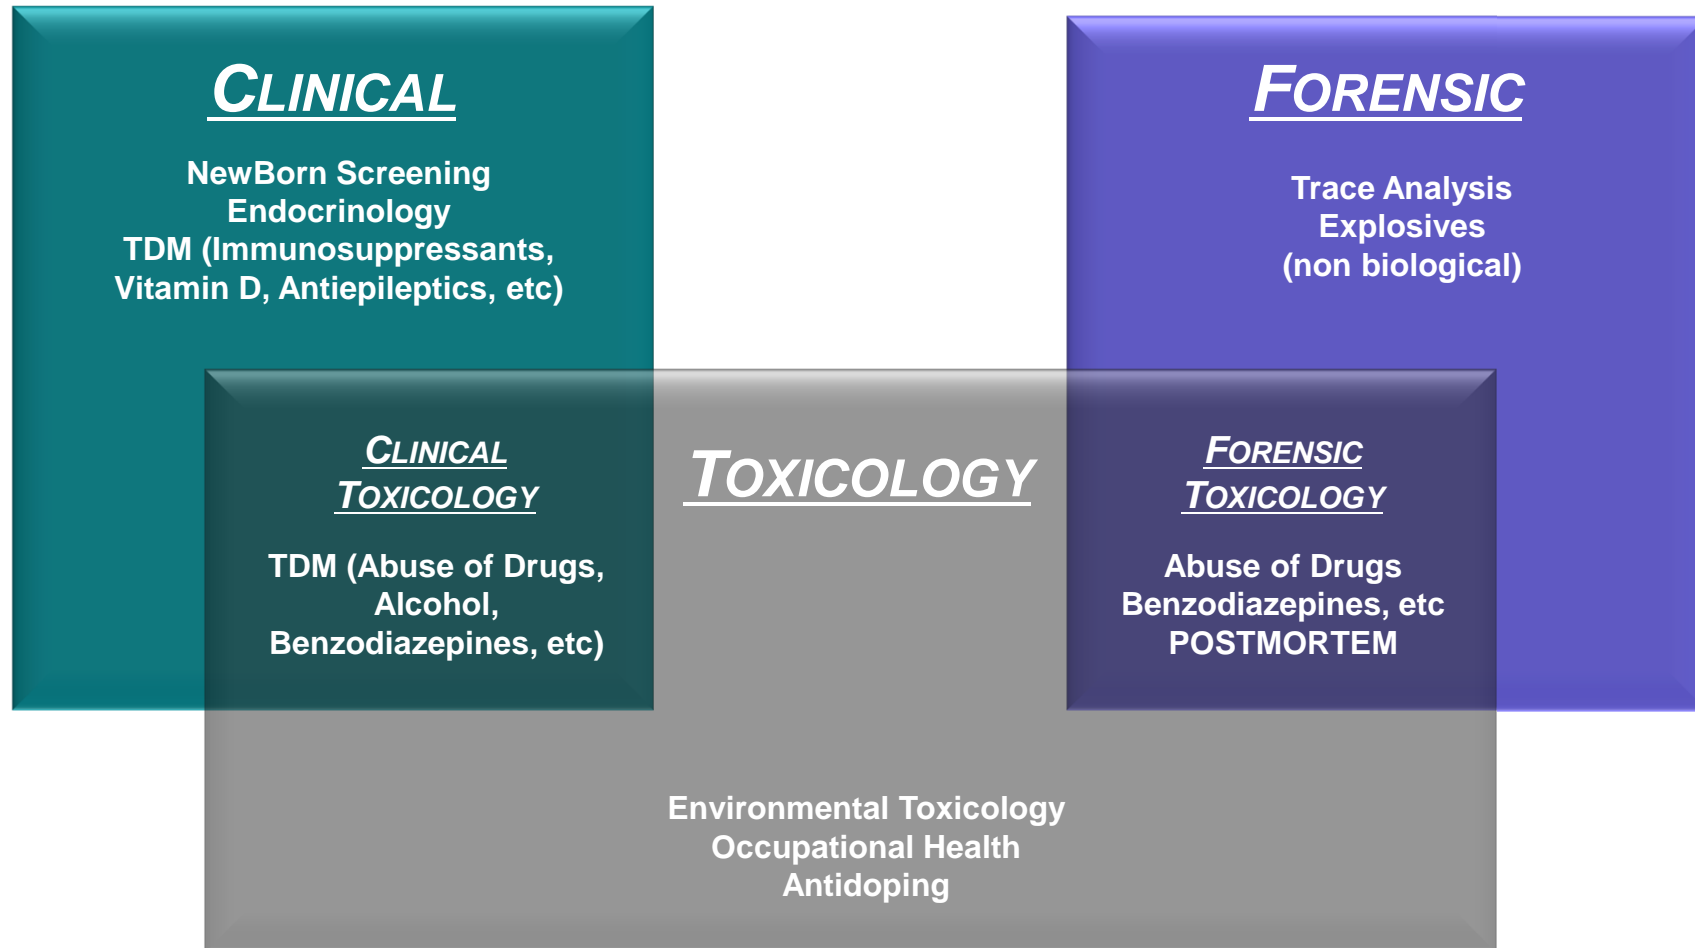 CLINICAL
NewBorn Screening
Endocrinology
TDM (Immunosuppressants,
Vitamin D, Antiepileptics, etc)
FORENSIC
Trace Analysis
Explosives
(non biological)
CLINICAL
TOXICOLOGY
TDM (Abuse of Drugs,
Alcohol,
Benzodiazepines, etc)
TOXICOLOGY
FORENSIC
TOXICOLOGY
Abuse of Drugs
Benzodiazepines, etc
POSTMORTEM
Environmental Toxicology
Occupational Health
Antidoping